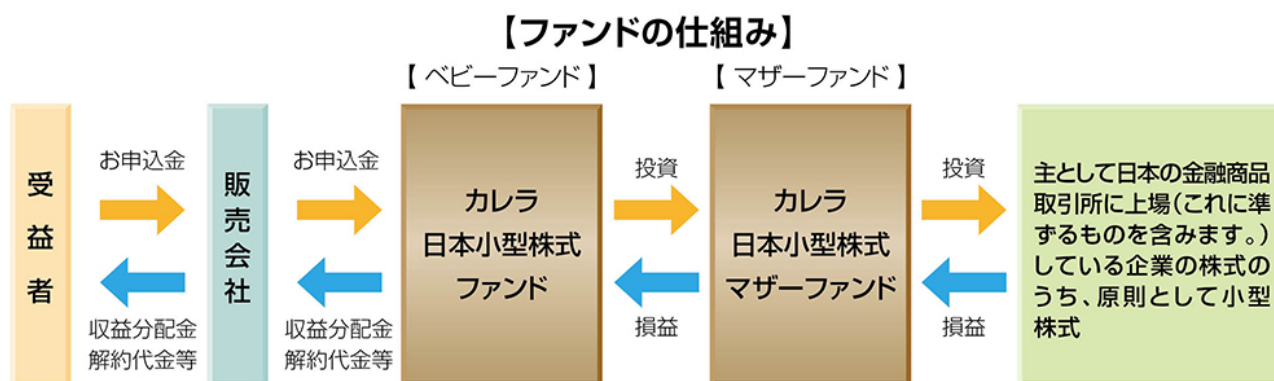 【ファンドの仕組み】
【 ベビーファンド 】
【 マザーファンド 】
受益者
お申込金
収益分配金
解約代金等
販売会社
お申込金
収益分配金
解約代金等
カレラ
日本小型株式
ファンド
投資
損益
カレラ
日本小型株式
マザーファンド
投資
損益
主として日本の金融商品
取引所に上場(これに準
ずるものを含みます。)
している企業の株式の
うち、原則として小型
株式